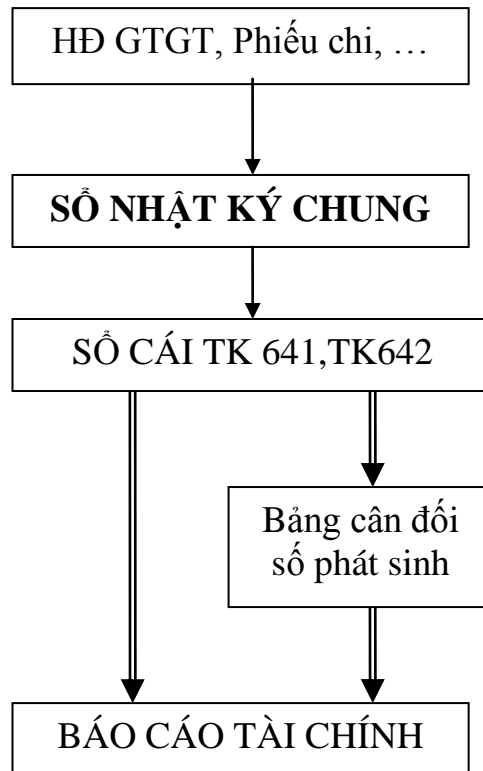 HĐ GTGT, Phiếu chi, …
SỔ NHẬT KÝ CHUNG
SỔ CÁI TK 641,TK642
Bảng cân đối
số phát sinh
BÁO CÁO TÀI CHÍNH